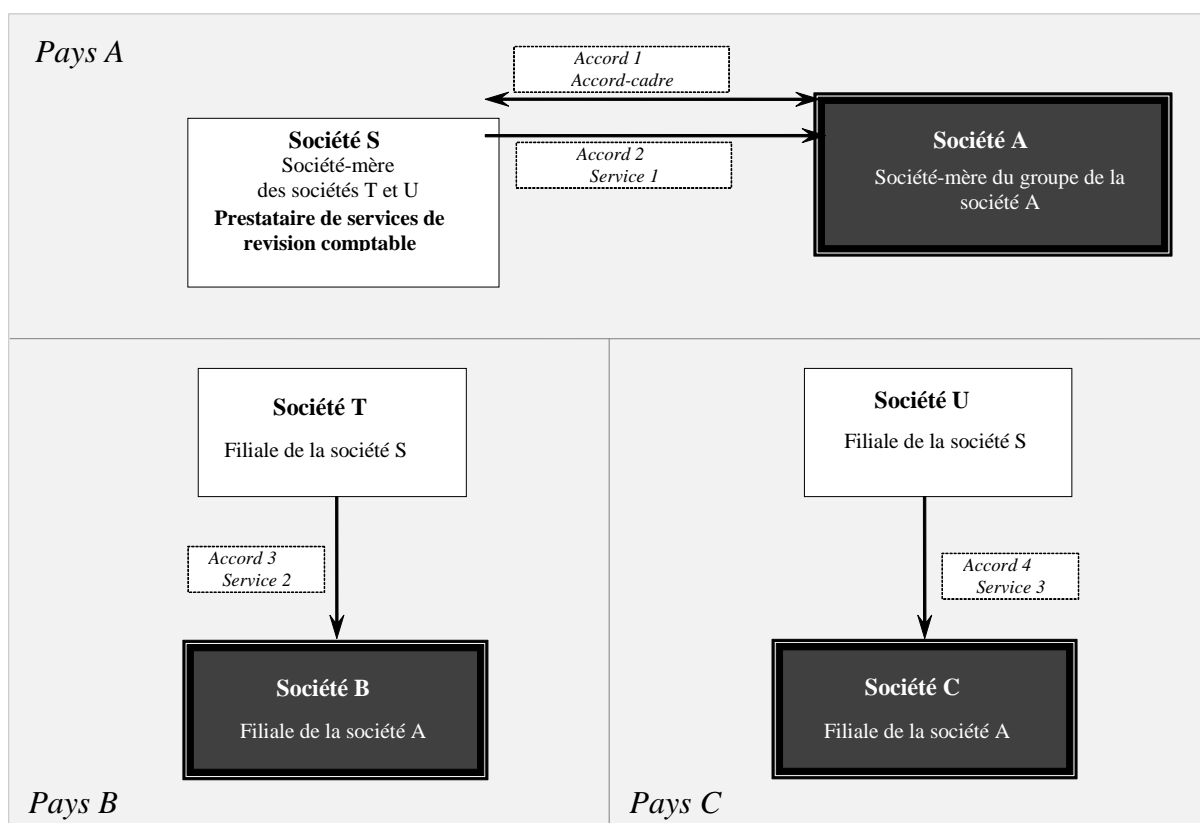 Pays A
Accord 1
Accord-cadre
Société S
Société-mère
des sociétés T et U
Prestataire de services de
revision comptable
Accord 2
Service 1
Société A
Société-mère du groupe de la
société A
Société T
Filiale de la société S
Accord 3
Service 2
Société B
Filiale de la société A
Pays B
Société U
Filiale de la société S
Accord 4
Service 3
Société C
Filiale de la société A
Pays C